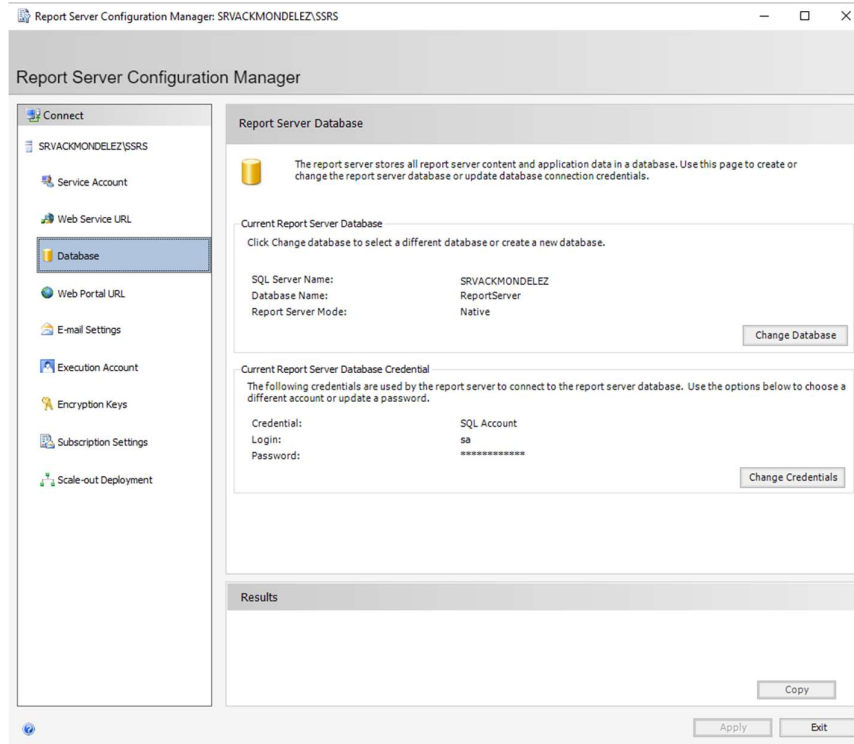 Report Server Configuration Manager: SRVACKMONDELEZ\SSRS
Report Server Configuration Manager
Connect
SRVACKMONDELEZ\SSRS
Service Account
Web Service URL
Database
Web Portal URL
E-mail Settings
Execution Account
Encryption Keys
Subscription Settings
Scale-out Deployment
Report Server Database
The report server stores all report server content and application data in a database. Use this page to create or
change the report server database or update database connection credentials.
Current Report Server Database
Click Change database to select a different database or create a new database.
SQL Server Name: SRVACKMONDELEZ
Database Name: ReportServer
Report Server Mode: Native
Change Database
Current Report Server Database Credential
The following credentials are used by the report server to connect to the report server database. Use the options below to choose a
different account or update a password.
Credential: SQL Account
Login: sa
Password: ************
Change Credentials
Results
Copy
Apply Exit